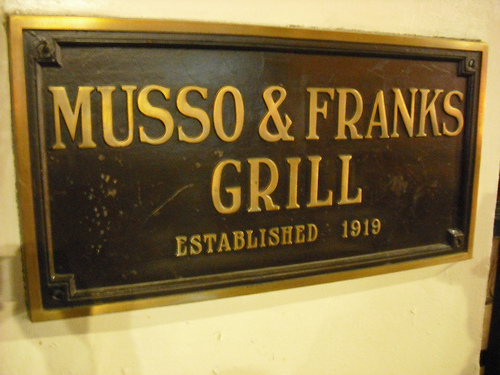 MUSSO & FRANKS
GRILL
ESTABLISHED 1919